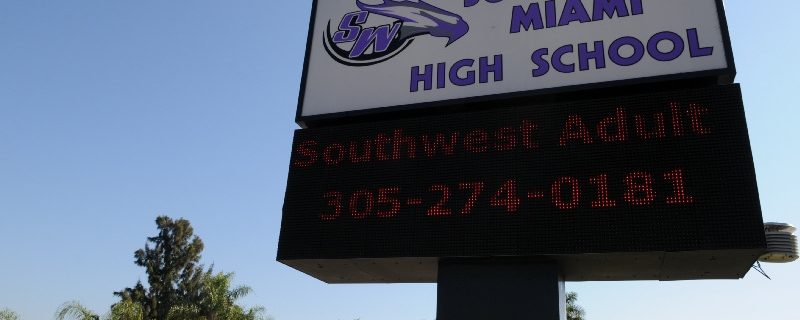 SW
MIAMI
HIGH SCHOOL
Southwest Adult
305-274-0181